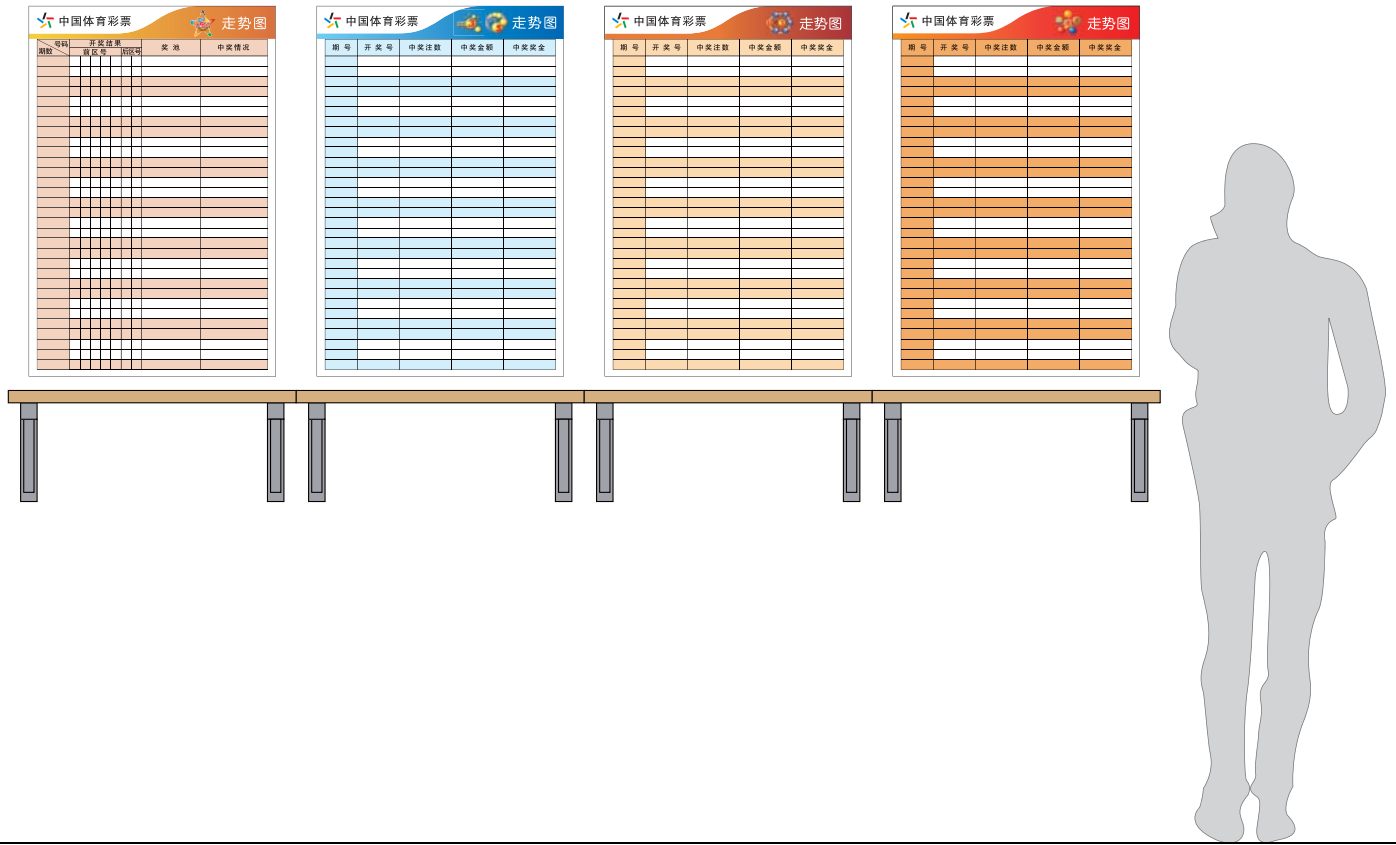 中国体育彩票 走势图
号码
期数
开奖结果
前区号 后区号
奖池
中奖情况
中国体育彩票 走势图
期号 开奖号 中奖注数 中奖金额 中奖奖金
中国体育彩票 走势图
期号 开奖号 中奖注数 中奖金额 中奖奖金
中国体育彩票 走势图
期号 开奖号 中奖注数 中奖金额 中奖奖金